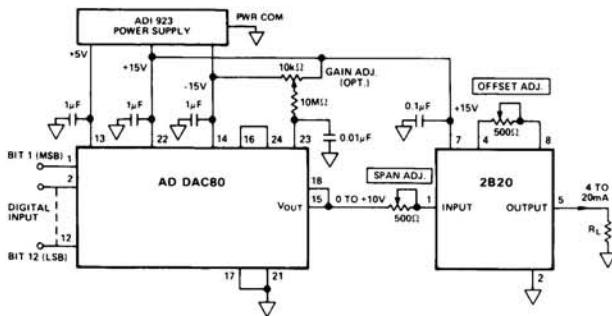 ADI 923
POWER SUPPLY
PWR COM
+5V
+15V
-15V
10kΩ
GAIN ADJ.
(OPT.)
10MΩ
1μF
1μF
1μF
0.01μF
0.1μF
+15V
OFFSET ADJ.
500Ω
13
22
14
16
24
23
7
4
8
BIT 1 (MSB)
1
2
DIGITAL
INPUT
12
BIT 12 (LSB)
AD DAC80
18
15
VOUT
0 TO +10V
SPAN ADJ.
500Ω
1
INPUT
2B20
OUTPUT
5
4 TO
20mA
RL
17
21
2